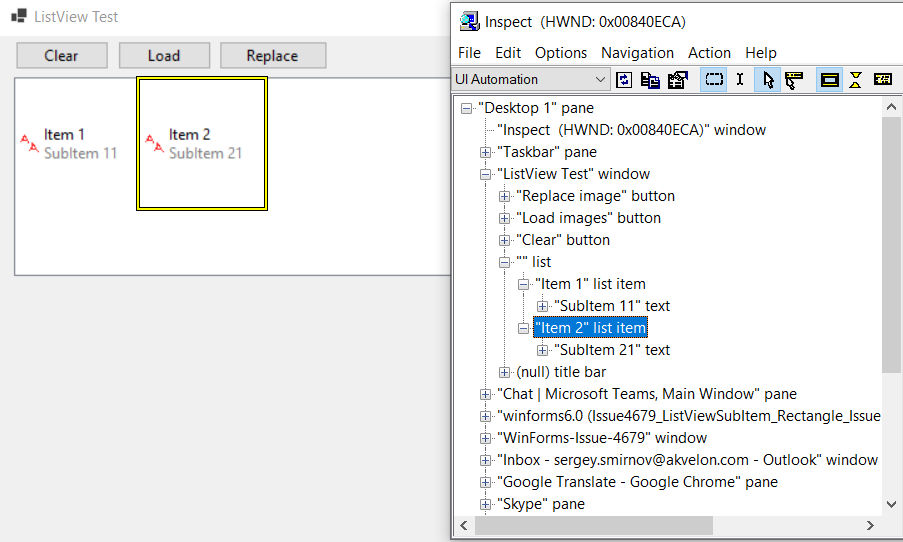 ListView Test
Clear
Load
Replace
Item 1
SubItem 11
Item 2
SubItem 21
Inspect (HWND: 0x00840ECA)
File Edit Options Navigation Action Help
UI Automation
"Desktop 1" pane
"Inspect (HWND: 0x00840ECA)" window
"Taskbar" pane
"ListView Test" window
"Replace image" button
"Load images" button
"Clear" button
"" list
"Item 1" list item
"SubItem 11" text
"Item 2" list item
"SubItem 21" text
(null) title bar
"Chat | Microsoft Teams, Main Window" pane
"winforms6.0 (Issue4679_ListViewSubItem_Rectangle_Issue
"WinForms-Issue-4679" window
"Inbox - sergey.smirnov@akvelon.com - Outlook" window
"Google Translate - Google Chrome" pane
"Skype" pane